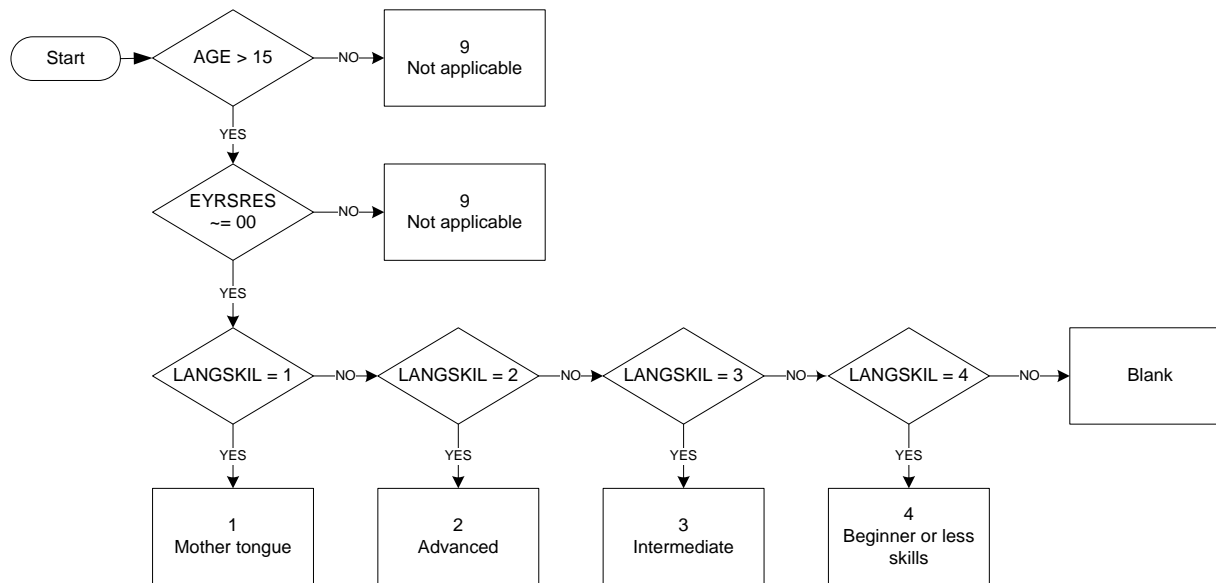 Start
AGE > 15
NO
9
Not applicable
YES
EYRSRES
~= 00
NO
9
Not applicable
YES
LANGSKIL = 1
NO
LANGSKIL = 2
NO
LANGSKIL = 3
NO
LANGSKIL = 4
NO
Blank
YES
YES
YES
YES
1
Mother tongue
2
Advanced
3
Intermediate
4
Beginner or less
skills